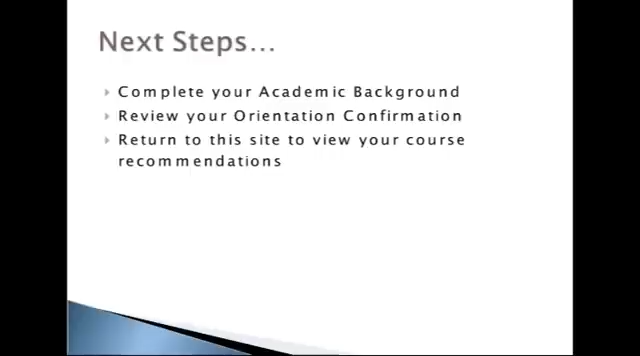 Next Steps...
Complete your Academic Background
Review your Orientation Confirmation
Return to this site to view your course
recommendations